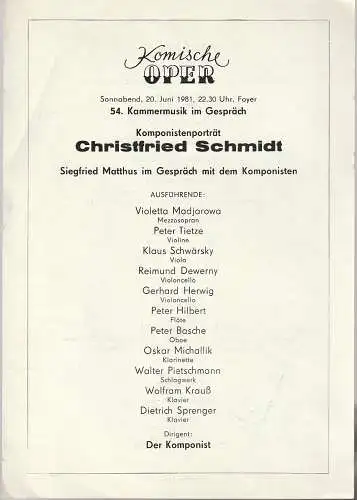 Komische
OPER
Sonnabend, 20. Juni 1981, 22.30 Uhr, Foyer
54. Kammermusik im Gespräch
Komponistenporträt
Christfried Schmidt
Siegfried Matthus im Gespräch mit dem Komponisten
AUSFÜHRENDE:
Violetta Madjarowa
Mezzosopran
Peter Tietze
Violine
Klaus Schwärsky
Viola
Reimund Dewerny
Violoncello
Gerhard Herwig
Violoncello
Peter Hilbert
Flöte
Peter Basche
Oboe
Oskar Michallik
Klarinette
Walter Pietschmann
Schlagwerk
Wolfram Krauß
Klavier
Dietrich Sprenger
Klavier
Dirigent:
Der Komponist